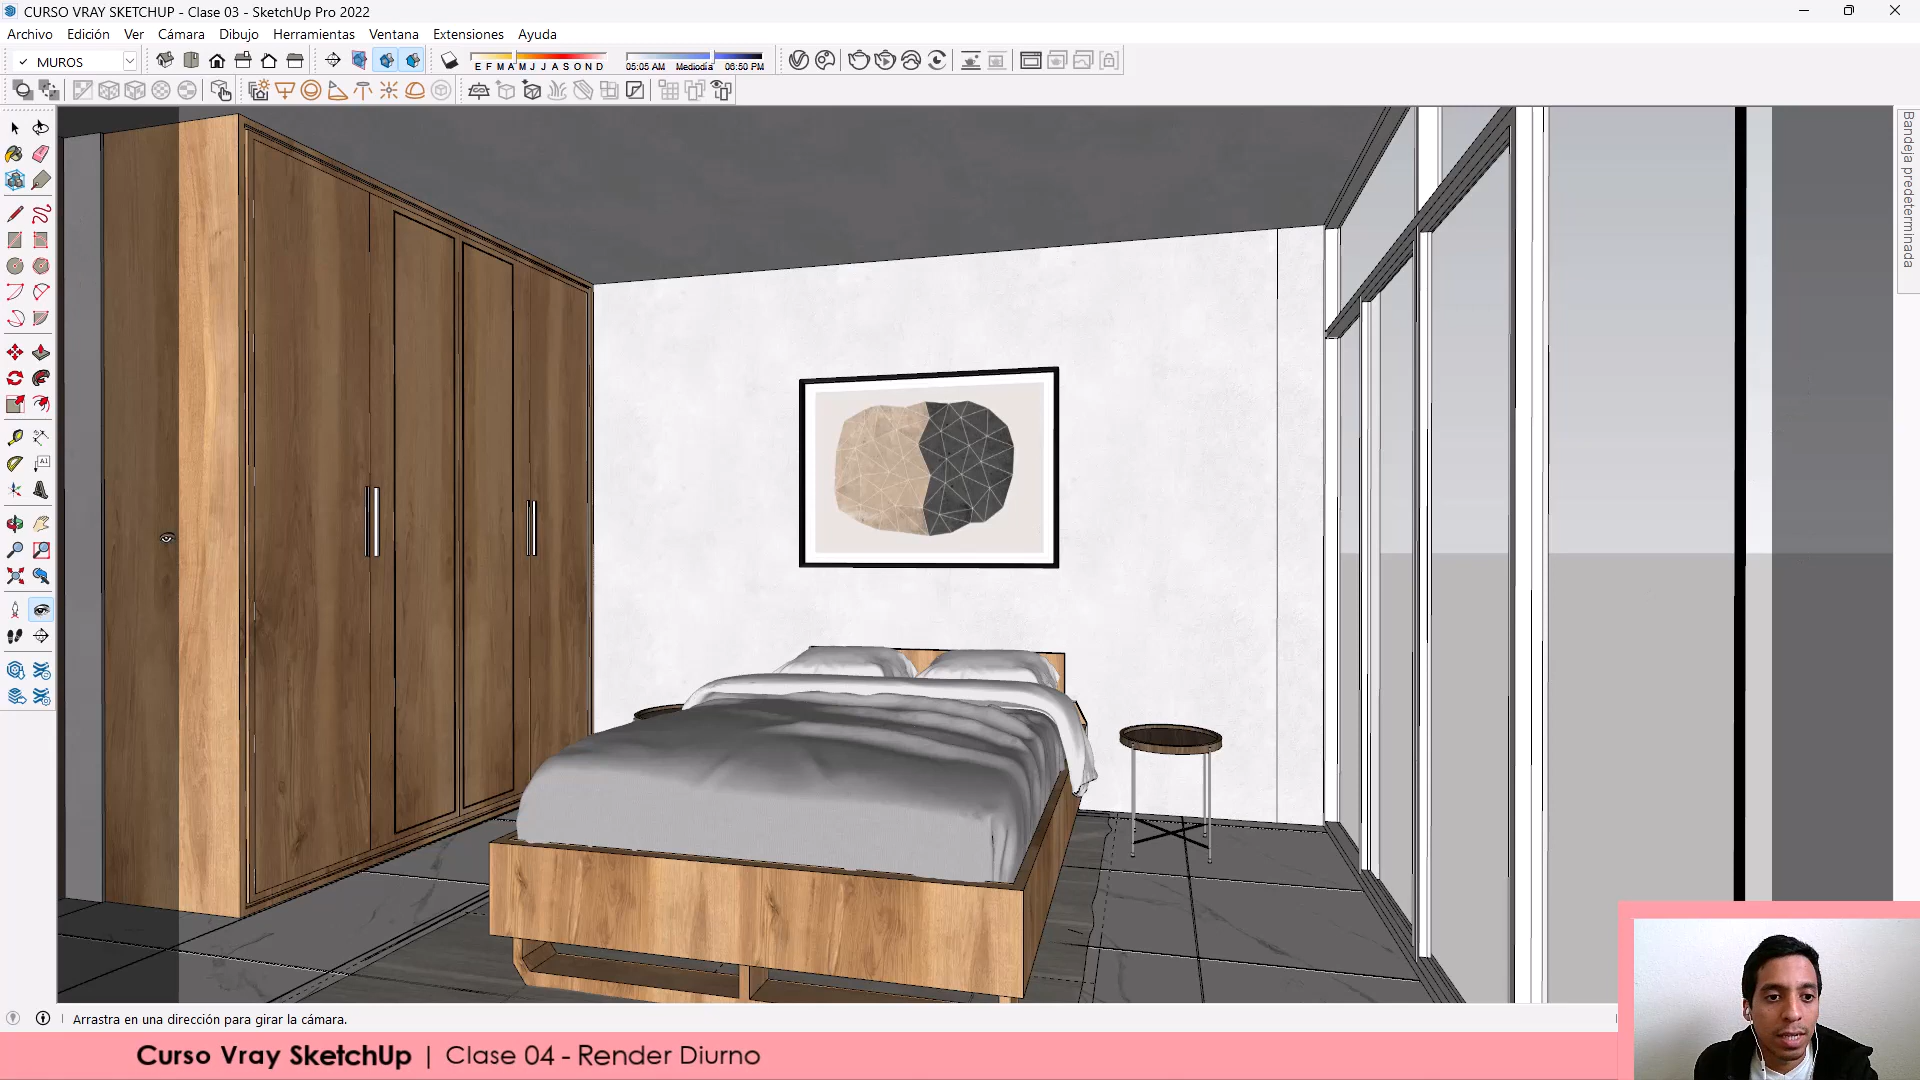 CURSO VRAY SKETCHUP - Clase 03 - SketchUp Pro 2022
Archivo Edición Ver Cámara Dibujo Herramientas Ventana Extensiones Ayuda
MUROS
E F M A M J J A S O N D
05:05 AM Mediodía 06:50 PM
A1
Bandeja predeterminada
Arrastra en una dirección para girar la cámara.
Curso Vray SketchUp | Clase 04 - Render Diurno